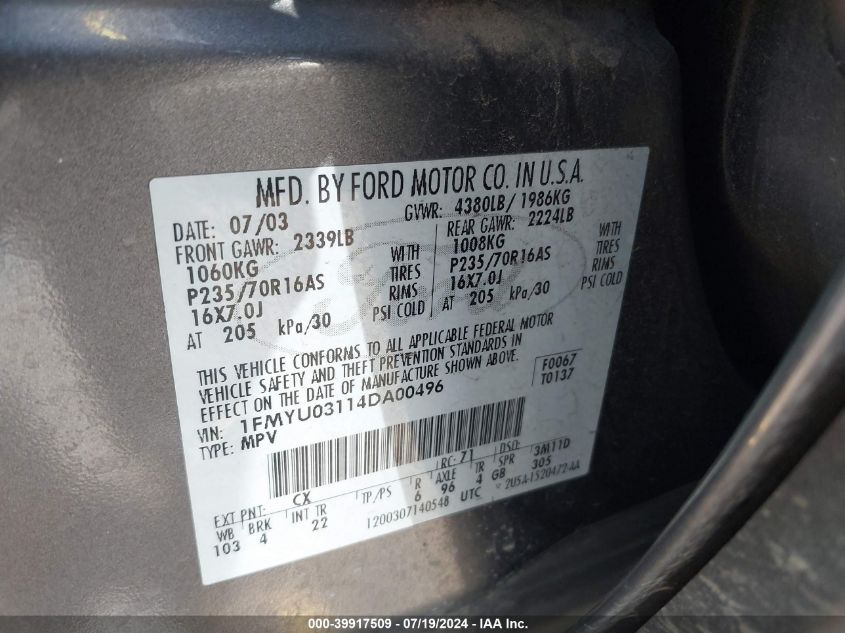 MFD. BY FORD MOTOR CO. IN U.S.A.
DATE: 07/03 GVWR: 4380LB/ 1986KG
FRONT GAWR: 2339LB REAR GAWR: 2224LB
1060KG WITH 1008KG WITH
P235/70R16AS TIRES P235/70R16AS TIRES
16X7.0J RIMS 16X7.0J RIMS
AT 205 kPa/30 PSI COLD AT 205 kPa/30 PSI COLD
THIS VEHICLE CONFORMS TO ALL APPLICABLE FEDERAL MOTOR
VEHICLE SAFETY AND THEFT PREVENTION STANDARDS IN
EFFECT ON THE DATE OF MANUFACTURE SHOWN ABOVE.
F0067
T0137
VIN: 1FMYU03114DA00496
TYPE: MPV
EXT PNT: CX RC: 71 DSO:
WB BRK INT TR TP/PS R AXLE TR SPR 3M11D
103 4 22 6 96 4 GB 305
1200307140548 UTC 2U5A-1520472-AA
000-39917509 - 07/19/2024 - IAA Inc.